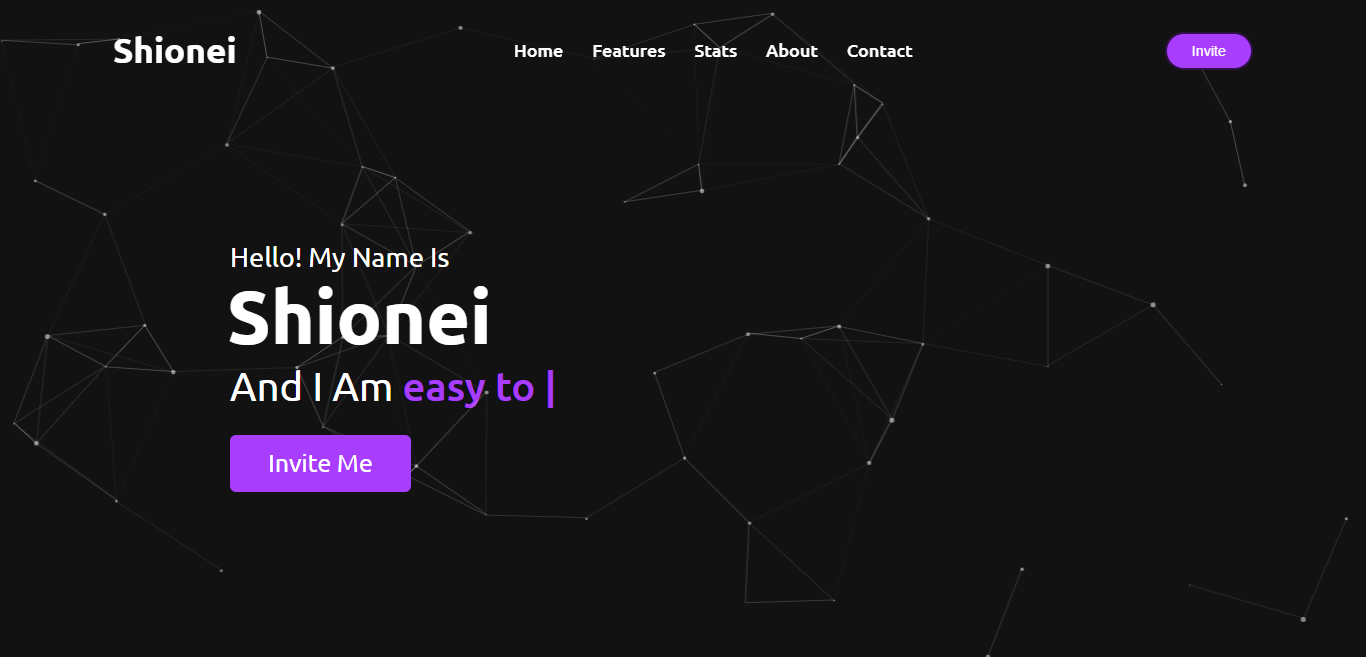 Shionei
Home Features Stats About Contact
Invite
Hello! My Name Is
Shionei
And I Am easy to |
Invite Me